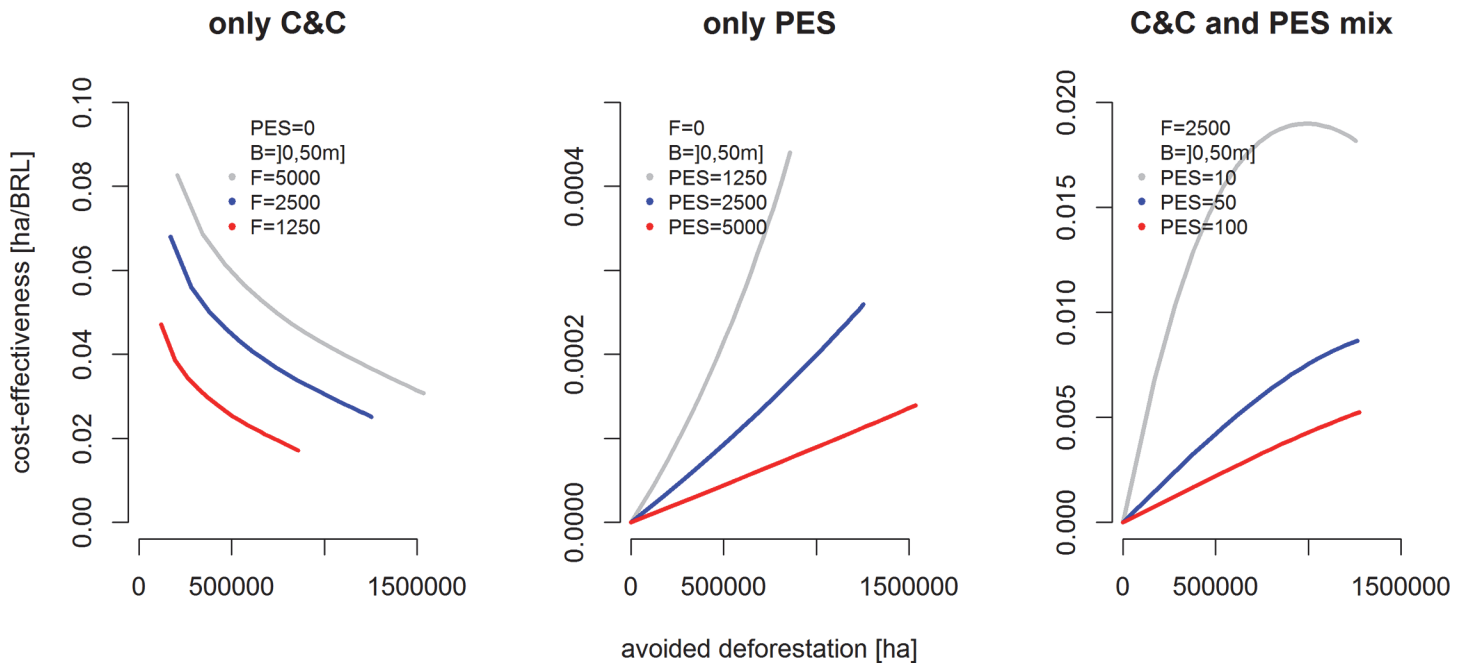 only C&C
only PES
C&C and PES mix
cost-effectiveness [ha/BRL]
0.10
0.08
0.06
0.04
0.02
0.00
PES=0
B=]0,50m]
F=5000
F=2500
F=1250
0
500000
1500000
0.0004
0.0002
0.0000
F=0
B=]0,50m]
PES=1250
PES=2500
PES=5000
0
500000
1500000
0.020
0.015
0.010
0.005
0.000
F=2500
B=]0,50m]
PES=10
PES=50
PES=100
0
500000
1500000
avoided deforestation [ha]